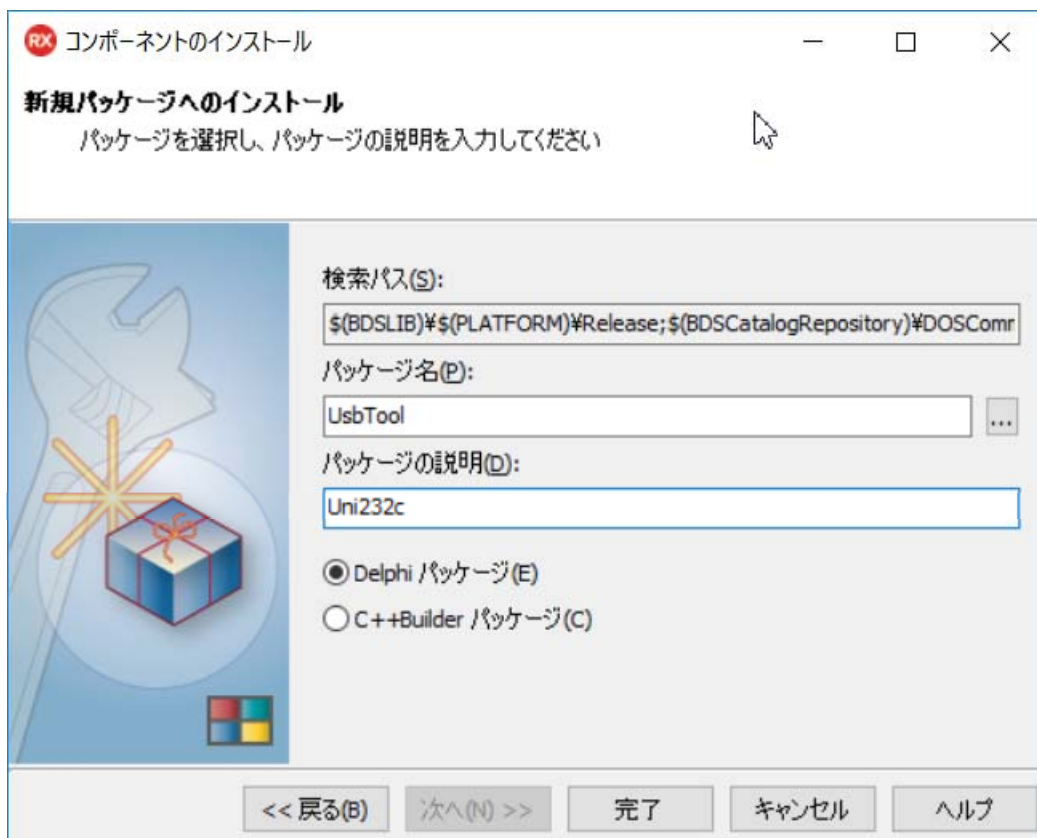 RX コンポーネントのインストール
新規パッケージへのインストール
パッケージを選択し、パッケージの説明を入力してください
検索パス(S):
$(BDSLIB)¥$(PLATFORM)¥Release;$(BDSCatalogRepository)¥DOSComm
パッケージ名(P):
UsbTool
...
パッケージの説明(D):
Uni232c
Delphi パッケージ(E)
C++Builder パッケージ(C)
<< 戻る(B) 次へ(N) >> 完了 キャンセル ヘルプ